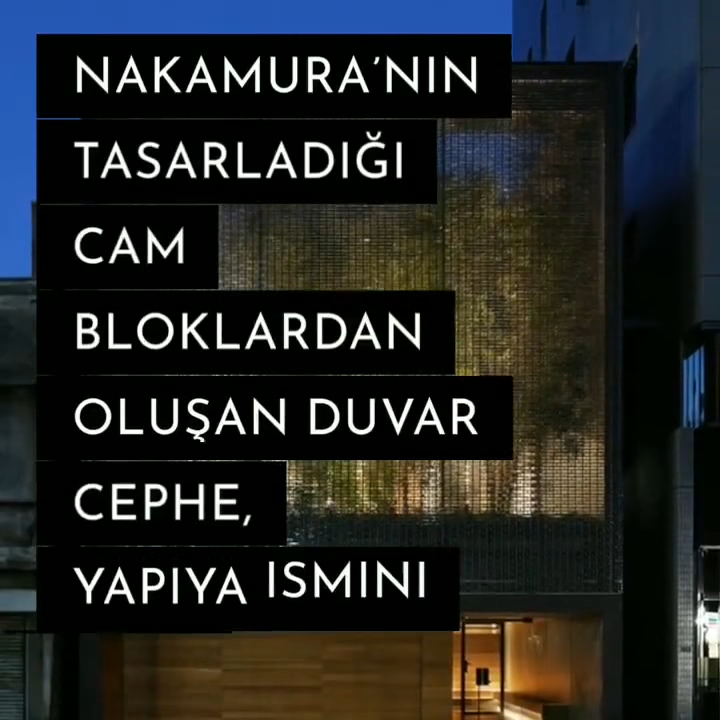 NAKAMURA’NIN
TASARLADIĞI
CAM
BLOKLARDAN
OLUŞAN DUVAR
CEPHE,
YAPIYA ISMINI